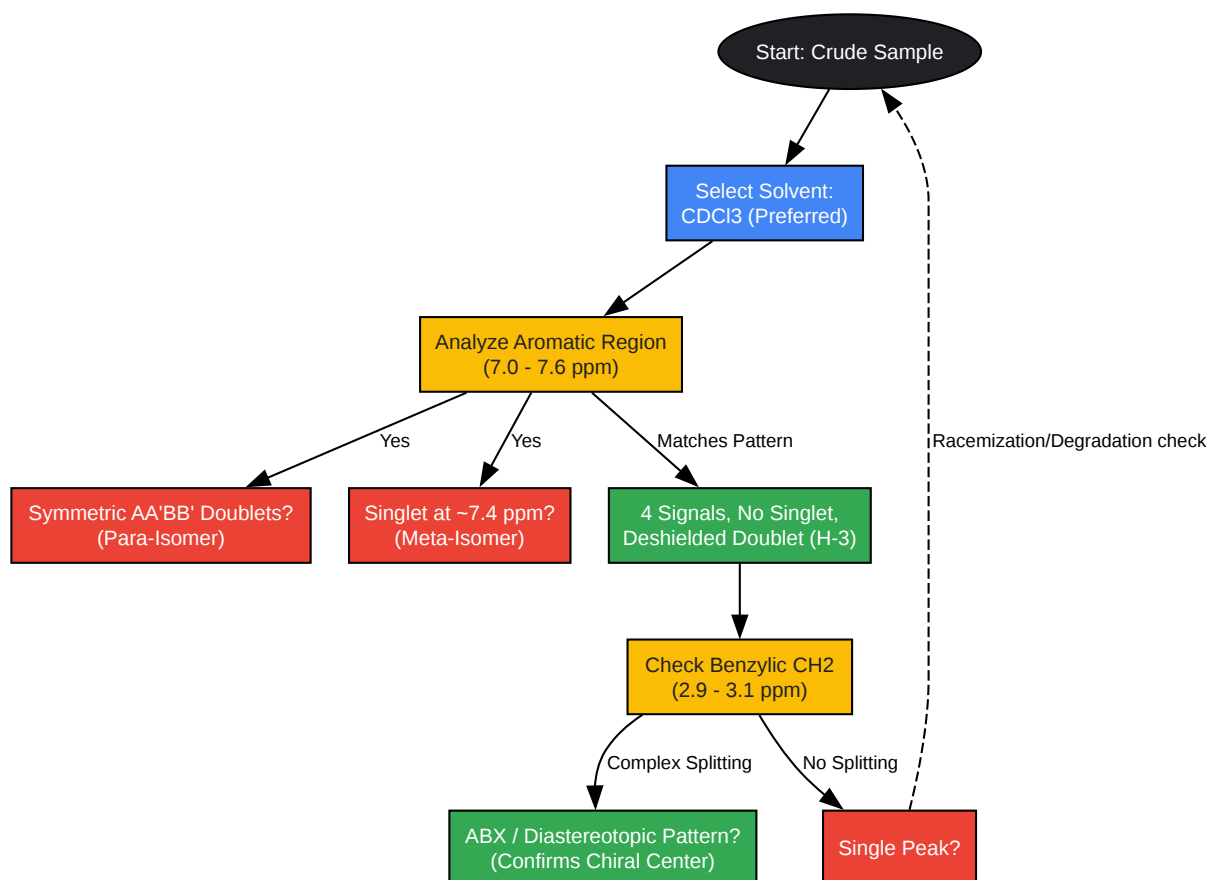 Start: Crude Sample
Select Solvent:
CDCl3 (Preferred)
Analyze Aromatic Region
(7.0 - 7.6 ppm)
Yes
Yes
Matches Pattern
Racemization/Degradation check
Symmetric AA'BB' Doublets?
(Para-Isomer)
Singlet at ~7.4 ppm?
(Meta-Isomer)
4 Signals, No Singlet,
Deshielded Doublet (H-3)
Check Benzylic CH2
(2.9 - 3.1 ppm)
Complex Splitting
No Splitting
ABX / Diastereotopic Pattern?
(Confirms Chiral Center)
Single Peak?